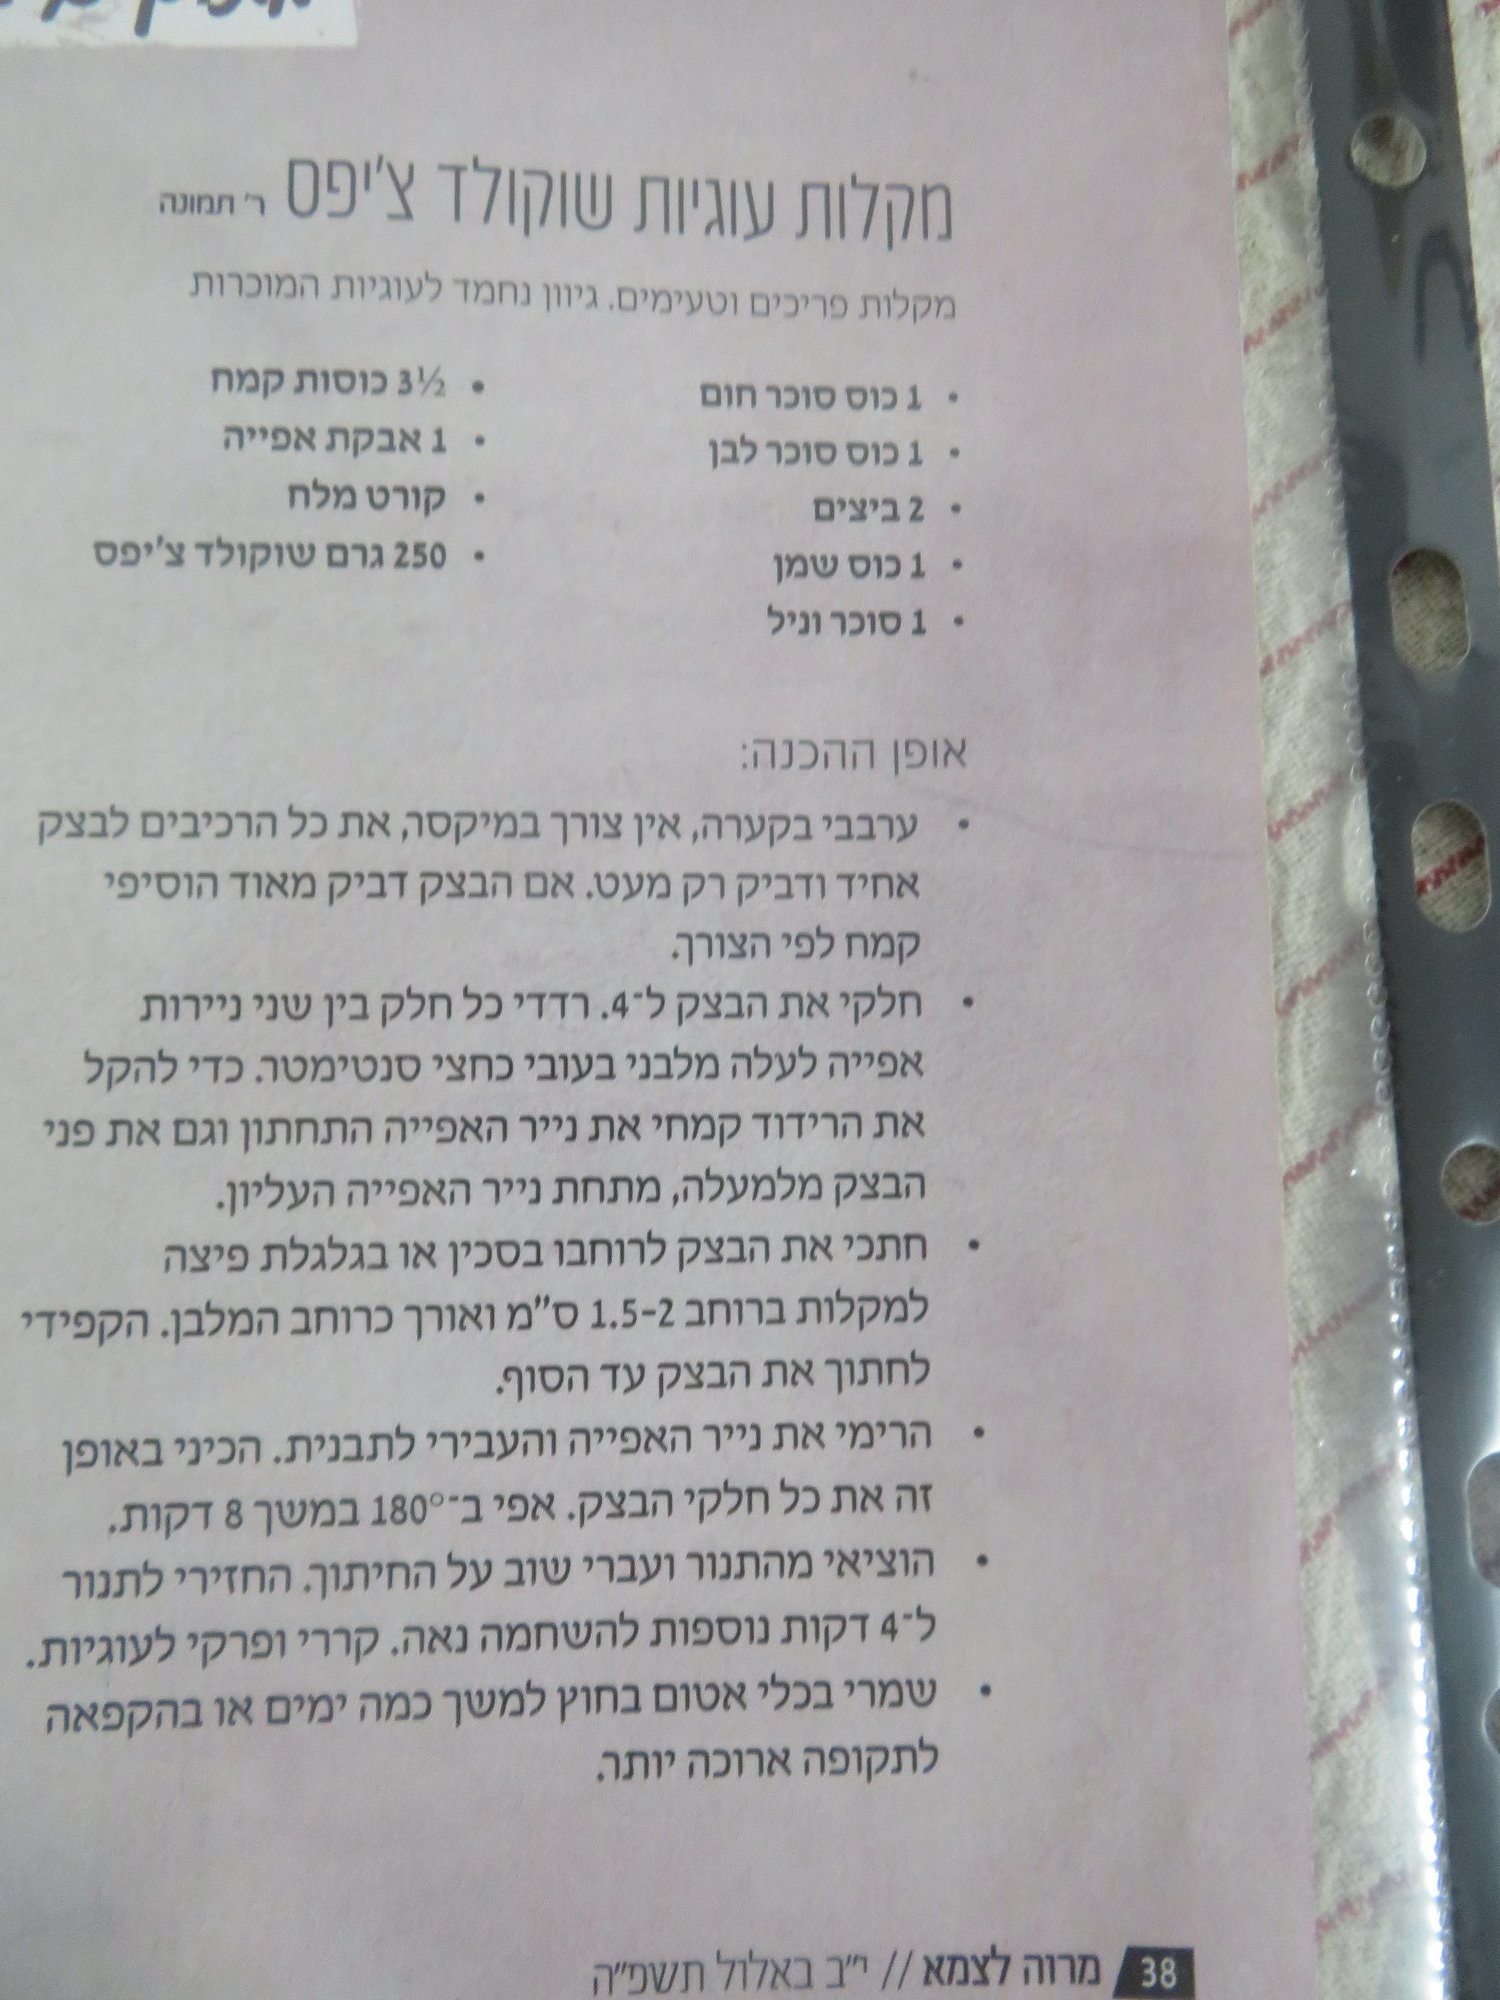 מקלות עוגיות שוקולד צ'יפס ר' תמונה
מקלות פריכים וטעימים. גיוון נחמד לעוגיות המוכרות
• 1 כוס סוכר חום
• 1 כוס סוכר לבן
• 2 ביצים
• 1 כוס שמן
• 1 סוכר וניל
• 3½ כוסות קמח
• 1 אבקת אפייה
• קורט מלח
• 250 גרם שוקולד צ'יפס
אופן ההכנה:
• ערבבי בקערה, אין צורך במיקסר, את כל הרכיבים לבצק
אחיד ודביק רק מעט. אם הבצק דביק מאוד הוסיפי
קמח לפי הצורך.
• חלקי את הבצק ל־4. רדדי כל חלק בין שני ניירות
אפייה לעלה מלבני בעובי כחצי סנטימטר. כדי להקל
את הרידוד קמחי את נייר האפייה התחתון וגם את פני
הבצק מלמעלה, מתחת נייר האפייה העליון.
• חתכי את הבצק לרוחבו בסכין או בגלגלת פיצה
למקלות ברוחב 1.5-2 ס"מ ואורך כרוחב המלבן. הקפידי
לחתוך את הבצק עד הסוף.
• הרימי את נייר האפייה והעבירי לתבנית. הכיני באופן
זה את כל חלקי הבצק. אפי ב־180° במשך 8 דקות.
• הוציאי מהתנור ועברי שוב על החיתוך. החזירי לתנור
ל־4 דקות נוספות להשחמה נאה. קררי ופרקי לעוגיות.
• שמרי בכלי אטום בחוץ למשך כמה ימים או בהקפאה
לתקופה ארוכה יותר.
38 מרוה לצמא // י"ב באלול תשפ"ה